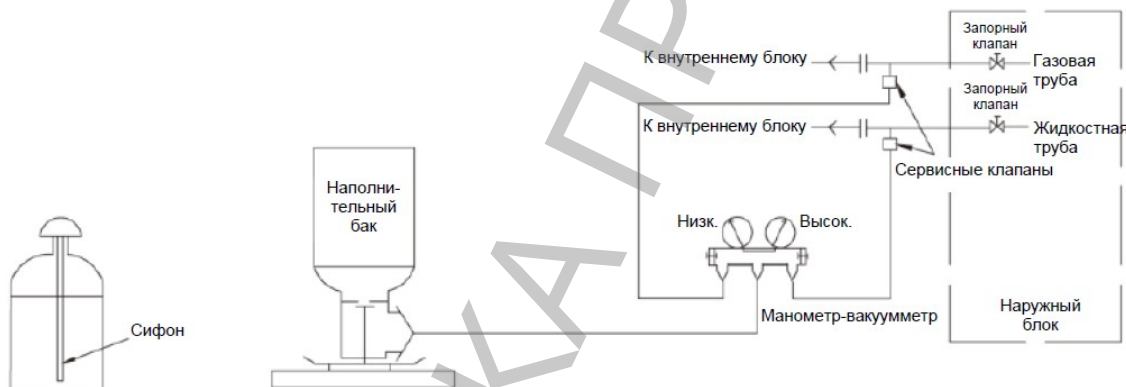 Запорный
клапан
К внутреннему блоку
Газовая
труба
Запорный
клапан
К внутреннему блоку
Жидкостная
труба
Сервисные клапаны
Наполни-
тельный
бак
Низк.
Высок.
Манометр-вакуумметр
Наружный
блок
Сифон
КАПР